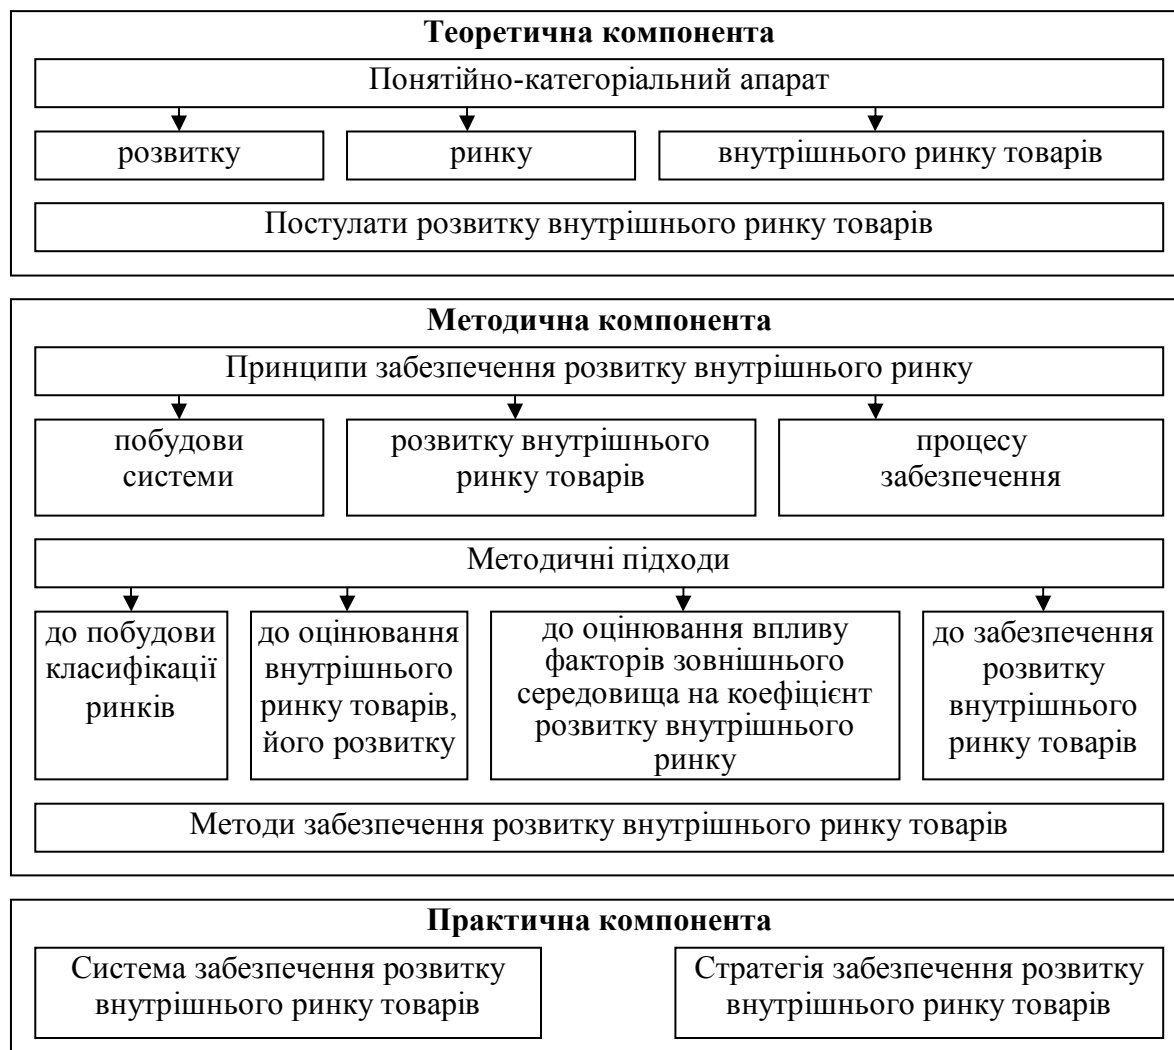 Теоретична компонента
Понятійно-категоріальний апарат
розвитку
ринку
внутрішнього ринку товарів
Постулати розвитку внутрішнього ринку товарів
Методична компонента
Принципи забезпечення розвитку внутрішнього ринку
побудови
системи
розвитку внутрішнього
ринку товарів
процесу
забезпечення
Методичні підходи
до побудови
класифікації
ринків
до оцінювання
внутрішнього
ринку товарів,
його розвитку
до оцінювання впливу
факторів зовнішнього
середовища на коефіцієнт
розвитку внутрішнього
ринку
до забезпечення
розвитку
внутрішнього
ринку товарів
Методи забезпечення розвитку внутрішнього ринку товарів
Практична компонента
Система забезпечення розвитку
внутрішнього ринку товарів
Стратегія забезпечення розвитку
внутрішнього ринку товарів